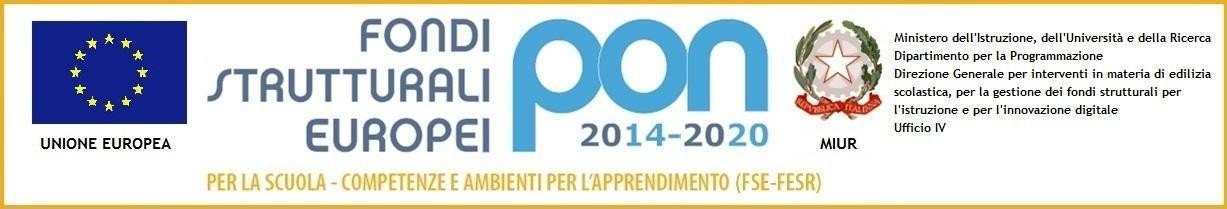 UNIONE EUROPEA
FONDI
STRUTTURALI
EUROPEI
pon
2014-2020
REPVBBLICA ITALIANA
MIUR
Ministero dell'Istruzione, dell'Università e della Ricerca
Dipartimento per la Programmazione
Direzione Generale per interventi in materia di edilizia
scolastica, per la gestione dei fondi strutturali per
l'istruzione e per l'innovazione digitale
Ufficio IV
PER LA SCUOLA - COMPETENZE E AMBIENTI PER L'APPRENDIMENTO (FSE-FESR)